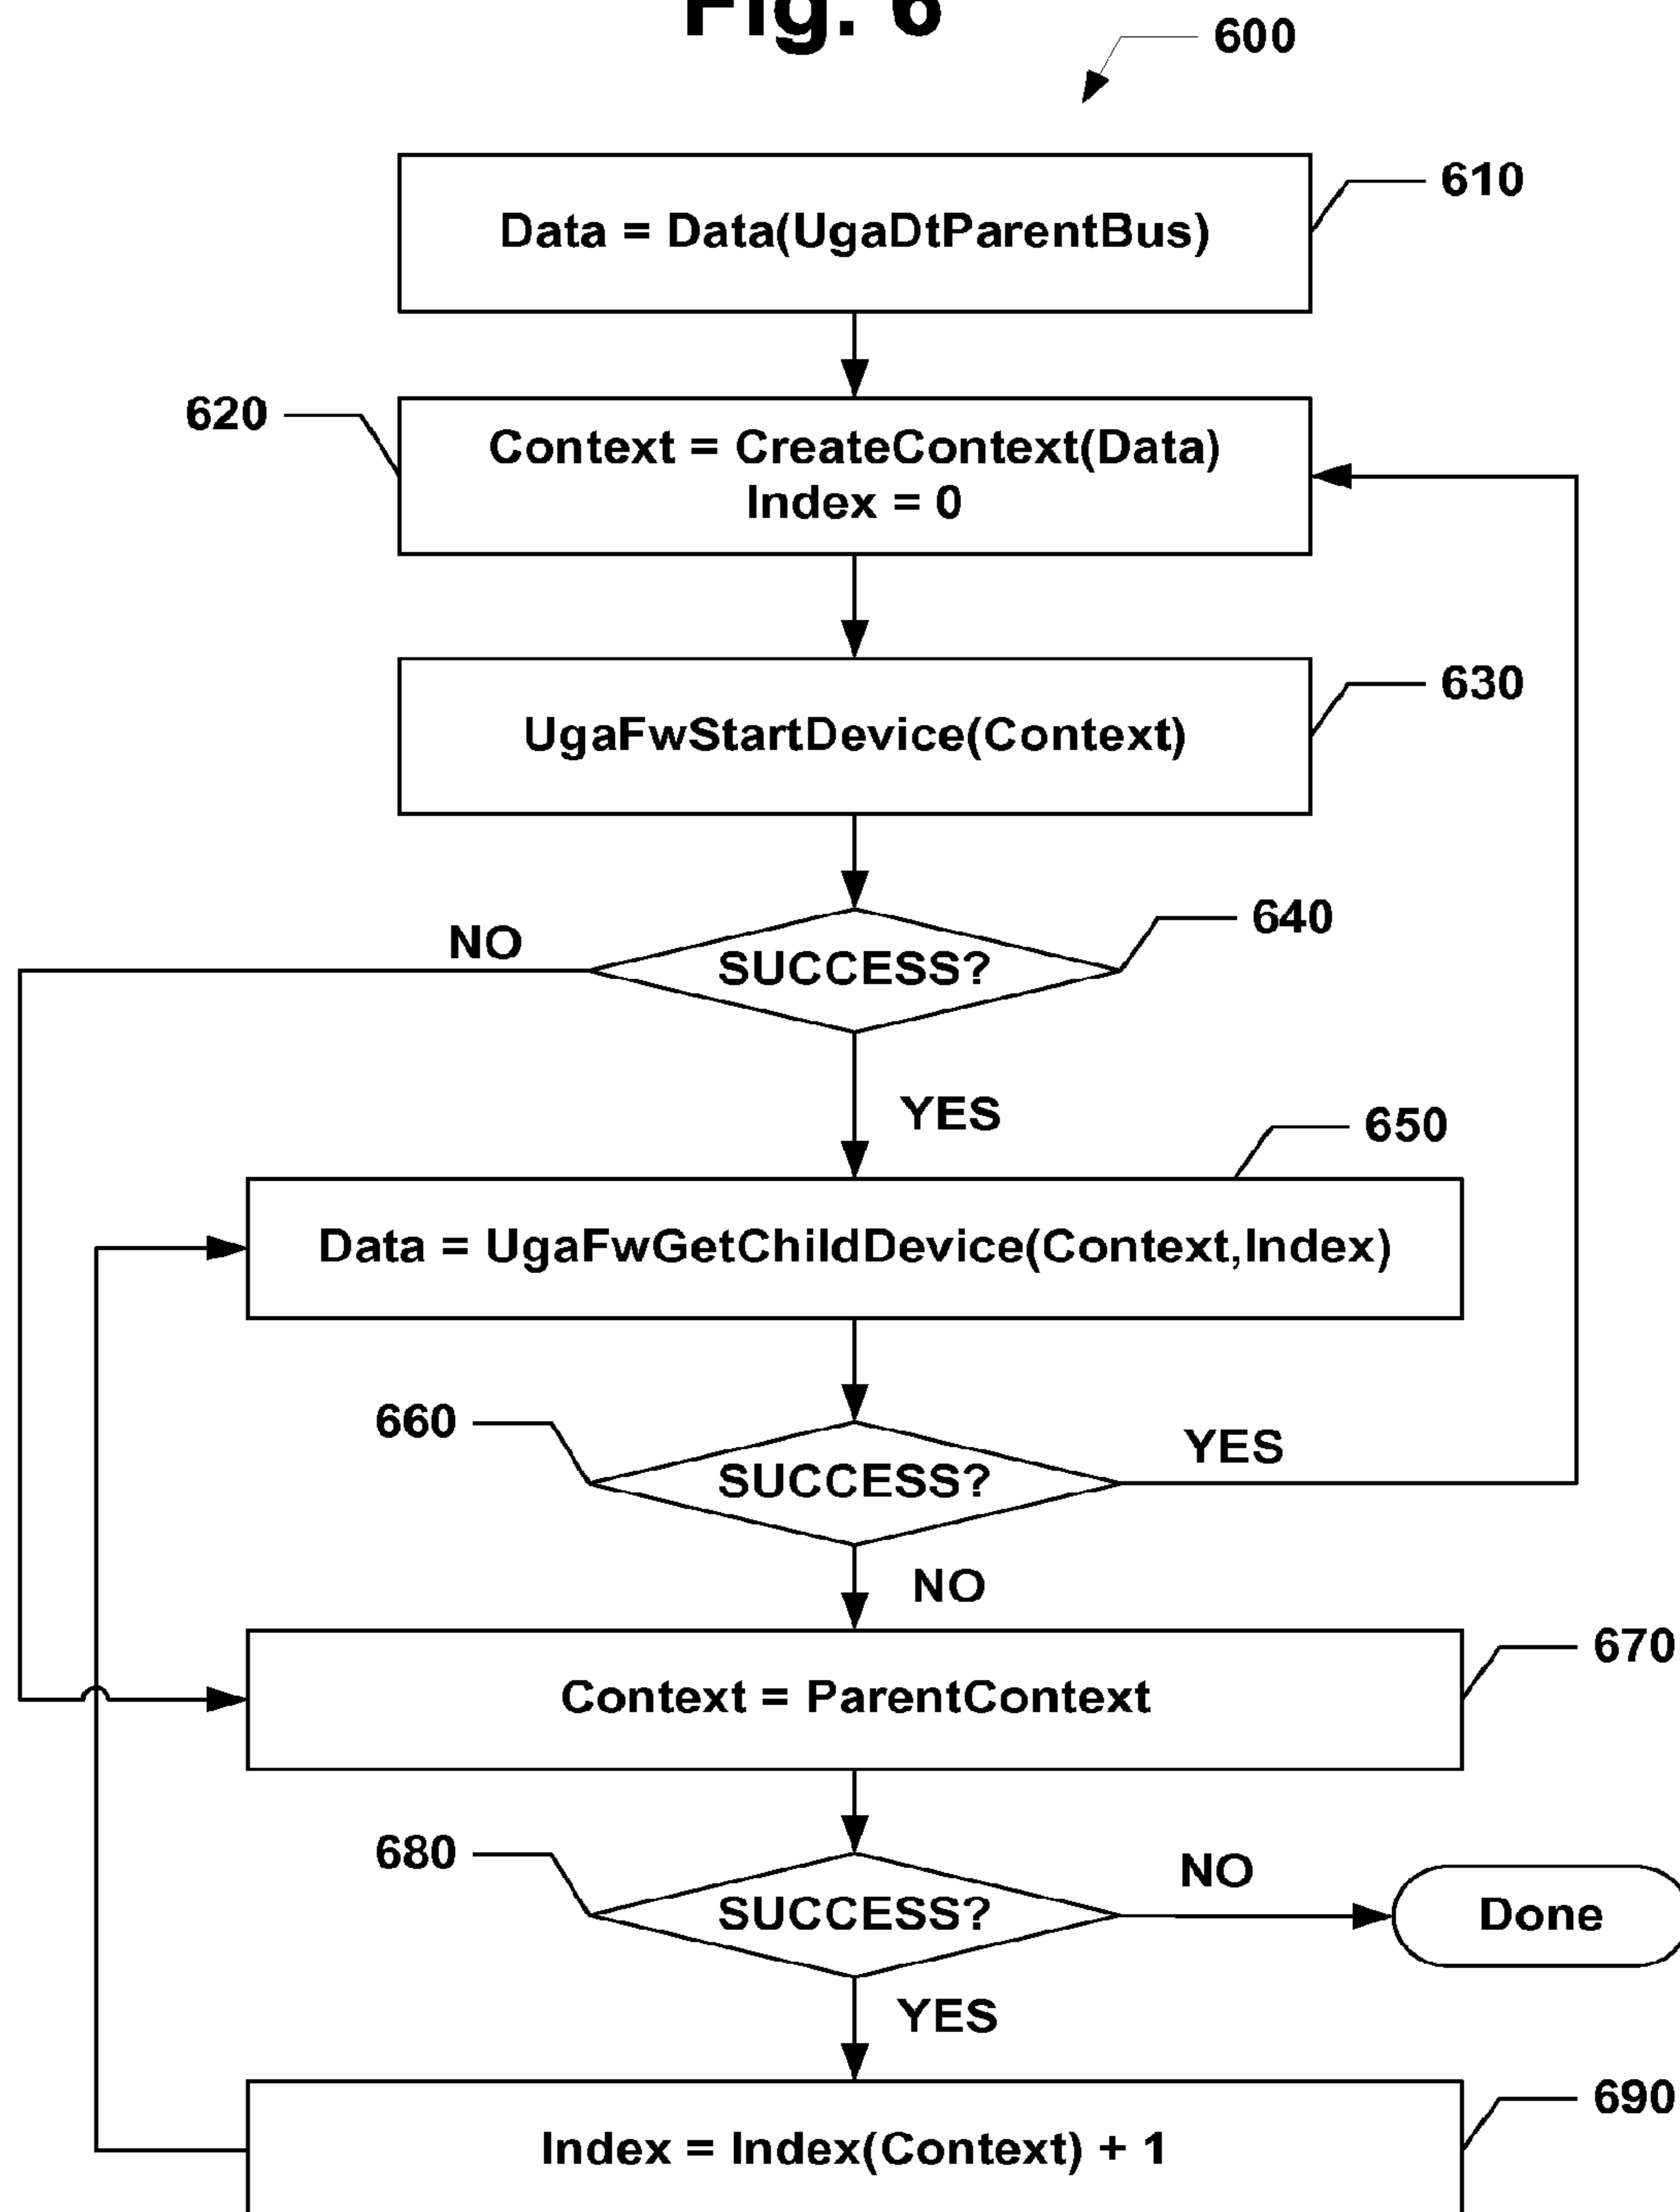 Fig. 6
600
610
Data = Data(UgaDtParentBus)
620
Context = CreateContext(Data)
Index = 0
630
UgaFwStartDevice(Context)
640
NO
SUCCESS?
YES
650
Data = UgaFwGetChildDevice(Context,Index)
660
SUCCESS?
YES
NO
670
Context = ParentContext
680
SUCCESS?
NO
Done
YES
690
Index = Index(Context) + 1